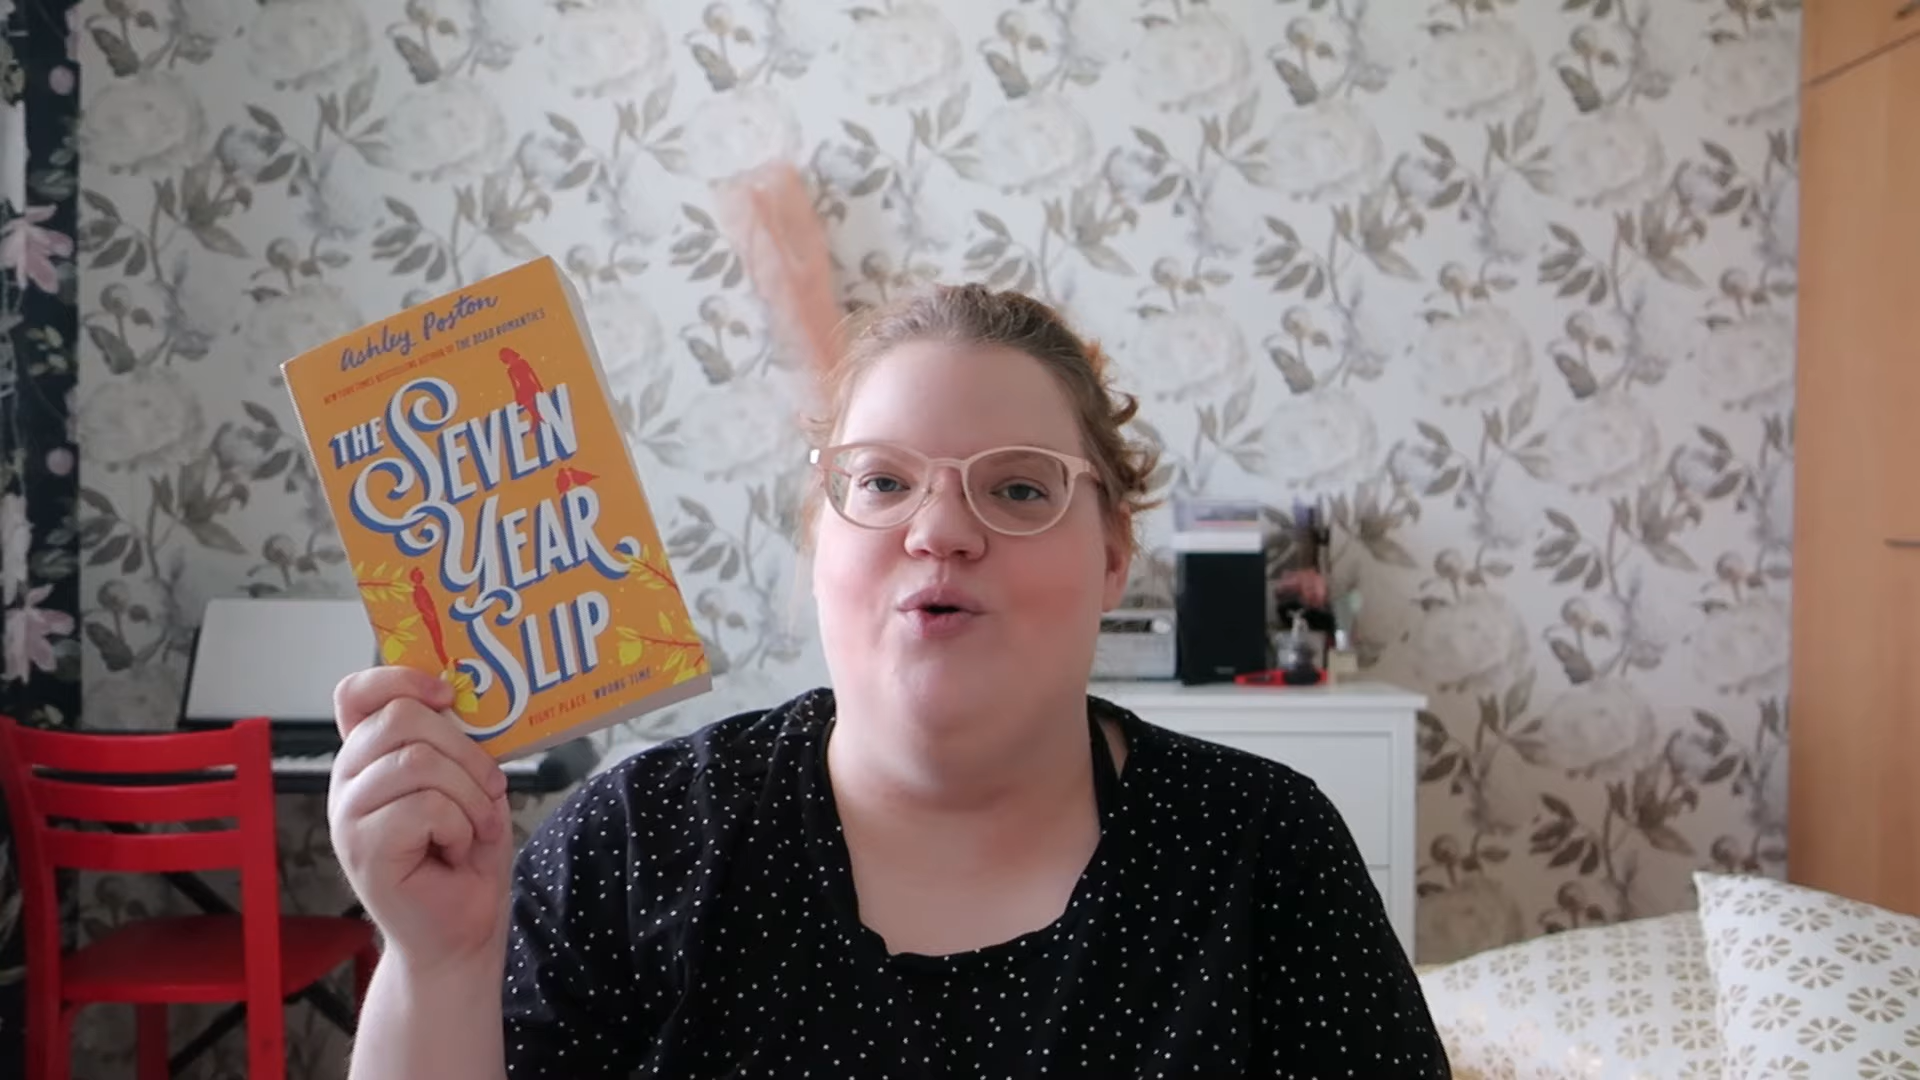 Ashley Poston
NEW YORK TIMES BESTSELLING AUTHOR OF THE DEAD ROMANTICS
THE SEVEN
YEAR
SLIP
RIGHT PLACE. WRONG TIME.